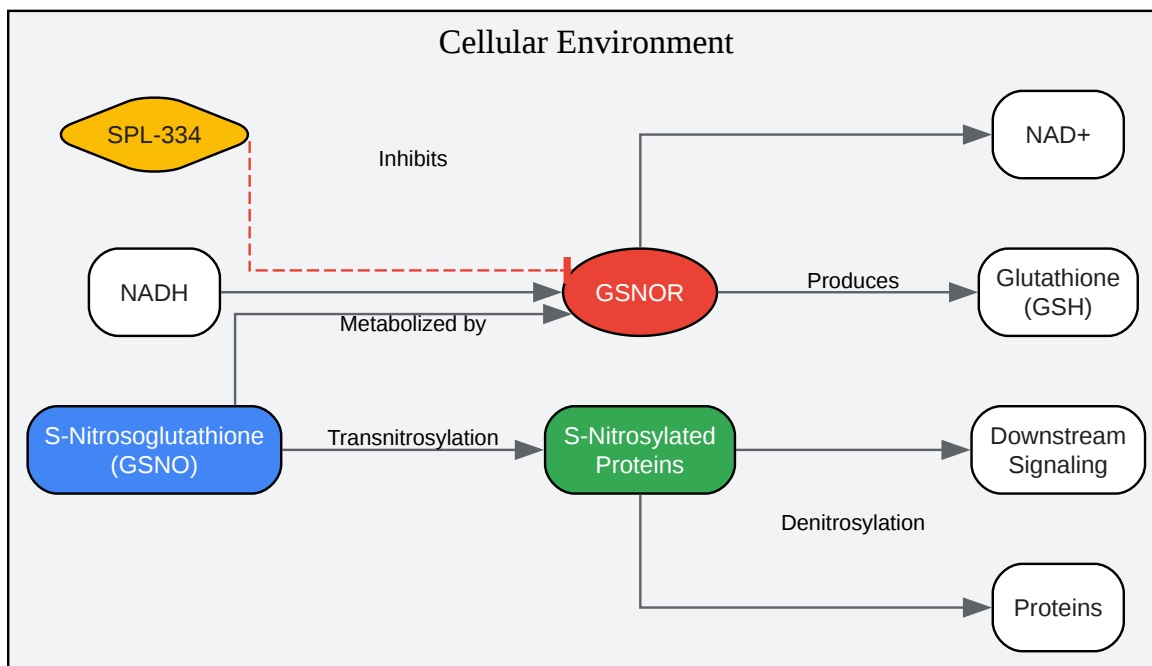 Cellular Environment
SPL-334
Inhibits
NAD+
NADH
GSNOR
Produces
Glutathione
(GSH)
Metabolized by
S-Nitrosoglutathione
(GSNO)
Transnitrosylation
S-Nitrosylated
Proteins
Downstream
Signaling
Denitrosylation
Proteins